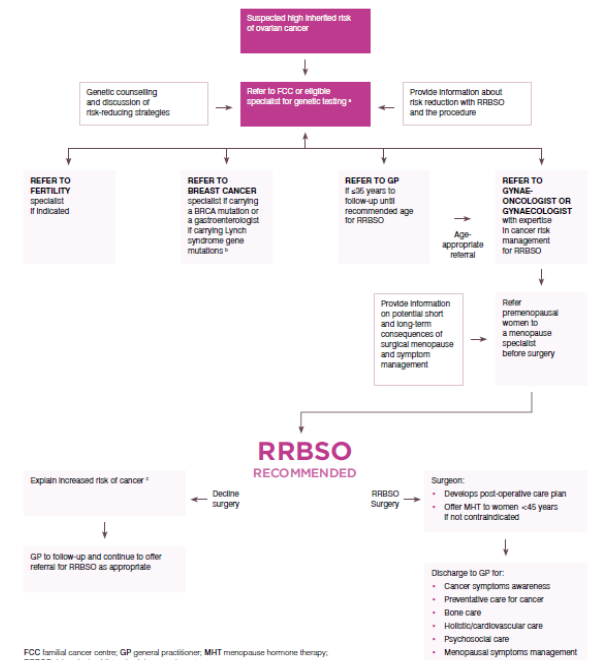 Suspected high inherited risk
of ovarian cancer
Genetic counselling
and discussion of
risk-reducing strategies
Refer to FCC or eligible
specialist for genetic testing a
Provide information about
risk reduction with RRBSO
and the procedure
REFER TO
FERTILITY
specialist
if indicated
REFER TO
BREAST CANCER
specialist if carrying
a BRCA mutation or
a gastroenterologist
if carrying Lynch
syndrome gene
mutations b
REFER TO GP
if ≤35 years to
follow-up until
recommended age
for RRBSO
Age-
appropriate
referral
REFER TO
GYNAE-
ONCOLOGIST OR
GYNAECOLOGIST
with expertise
in cancer risk
management
for RRBSO
Provide information
on potential short
and long-term
consequences of
surgical menopause
and symptom
management
Refer
premenopausal
women to
a menopause
specialist
before surgery
RRBSO
RECOMMENDED
Explain increased risk of cancer c
Decline
surgery
RRBSO
Surgery
Surgeon:
• Develops post-operative care plan
• Offer MHT to women <45 years
if not contraindicated
GP to follow-up and continue to offer
referral for RRBSO as appropriate
Discharge to GP for:
• Cancer symptoms awareness
• Preventative care for cancer
• Bone care
• Holistic/cardiovascular care
• Psychosocial care
• Menopausal symptoms management
FCC familial cancer centre; GP general practitioner; MHT menopause hormone therapy;